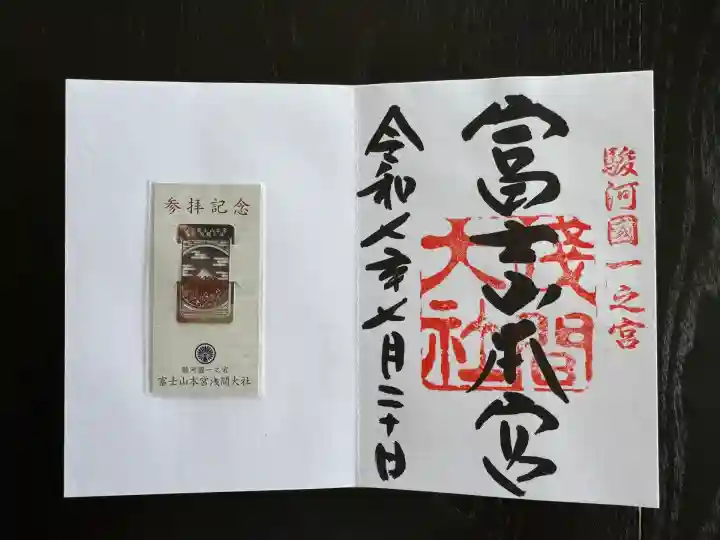 参拝記念
駿河國一之宮
富士山本宮浅間大社
駿河國一之宮
富士山本宮
淺間
大社
令和七年七月二十日